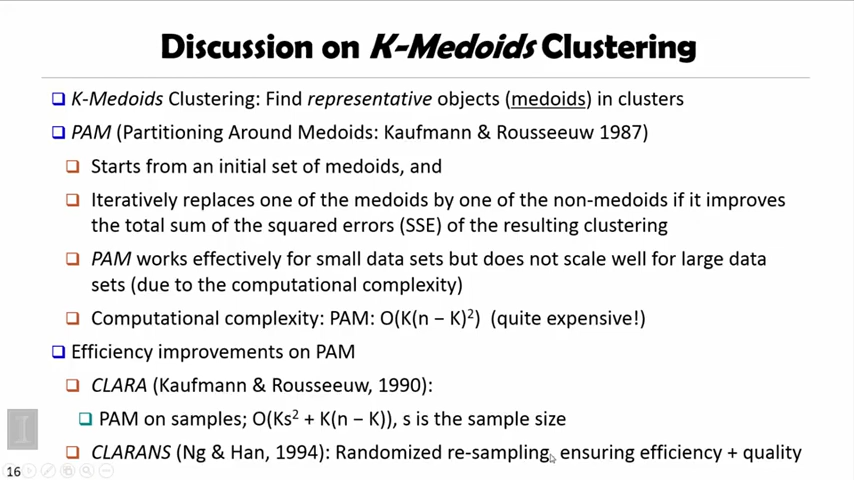 Discussion on K-Medoids Clustering
K-Medoids Clustering: Find representative objects (medoids) in clusters
PAM (Partitioning Around Medoids: Kaufmann & Rousseeuw 1987)
Starts from an initial set of medoids, and
Iteratively replaces one of the medoids by one of the non-medoids if it improves
the total sum of the squared errors (SSE) of the resulting clustering
PAM works effectively for small data sets but does not scale well for large data
sets (due to the computational complexity)
Computational complexity: PAM: O(K(n − K)²) (quite expensive!)
Efficiency improvements on PAM
CLARA (Kaufmann & Rousseeuw, 1990):
PAM on samples; O(Ks² + K(n − K)), s is the sample size
CLARANS (Ng & Han, 1994): Randomized re-sampling, ensuring efficiency + quality
16